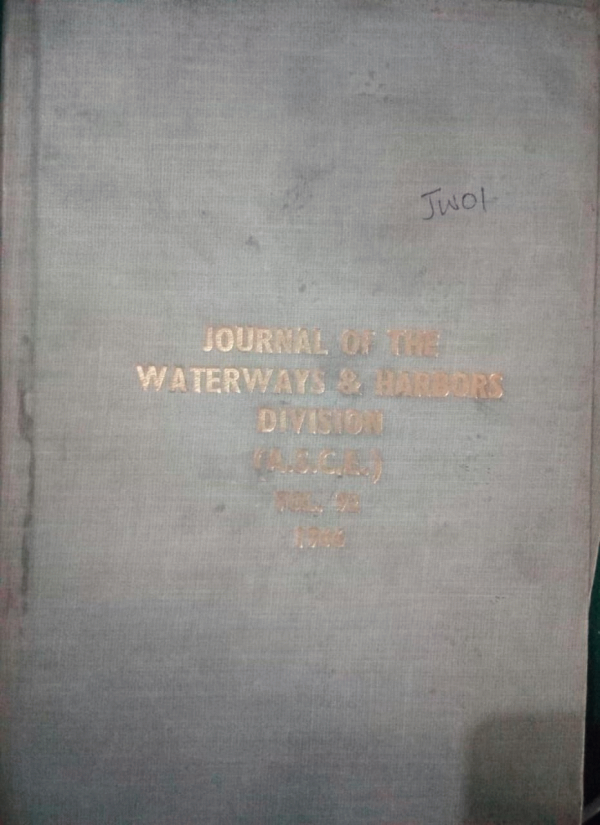 JW01
JOURNAL OF THE
WATERWAYS & HARBORS
DIVISION
(A.S.C.E.)
VOL.